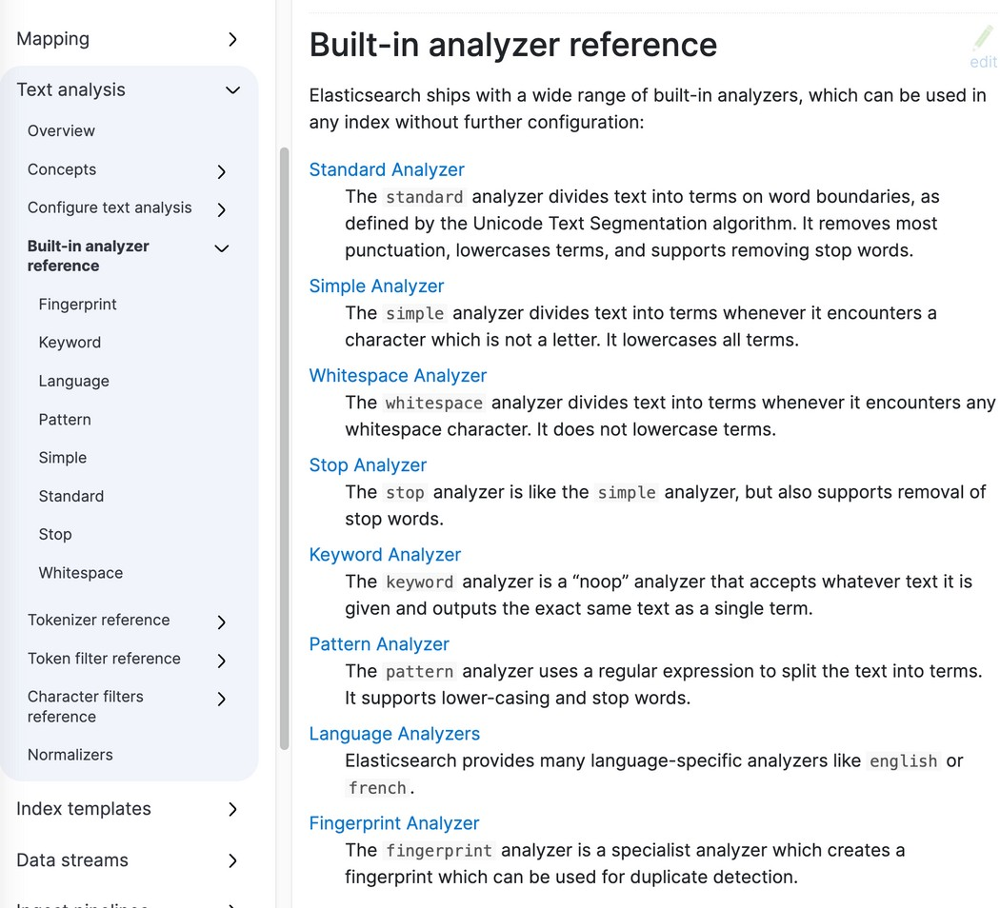 Mapping
Text analysis
Overview
Concepts
Configure text analysis
Built-in analyzer
reference
Fingerprint
Keyword
Language
Pattern
Simple
Standard
Stop
Whitespace
Tokenizer reference
Token filter reference
Character filters
reference
Normalizers
Index templates
Data streams
Ingest pipelines
Built-in analyzer reference
edit
Elasticsearch ships with a wide range of built-in analyzers, which can be used in
any index without further configuration:
Standard Analyzer
The standard analyzer divides text into terms on word boundaries, as
defined by the Unicode Text Segmentation algorithm. It removes most
punctuation, lowercases terms, and supports removing stop words.
Simple Analyzer
The simple analyzer divides text into terms whenever it encounters a
character which is not a letter. It lowercases all terms.
Whitespace Analyzer
The whitespace analyzer divides text into terms whenever it encounters any
whitespace character. It does not lowercase terms.
Stop Analyzer
The stop analyzer is like the simple analyzer, but also supports removal of
stop words.
Keyword Analyzer
The keyword analyzer is a “noop” analyzer that accepts whatever text it is
given and outputs the exact same text as a single term.
Pattern Analyzer
The pattern analyzer uses a regular expression to split the text into terms.
It supports lower-casing and stop words.
Language Analyzers
Elasticsearch provides many language-specific analyzers like english or
french.
Fingerprint Analyzer
The fingerprint analyzer is a specialist analyzer which creates a
fingerprint which can be used for duplicate detection.